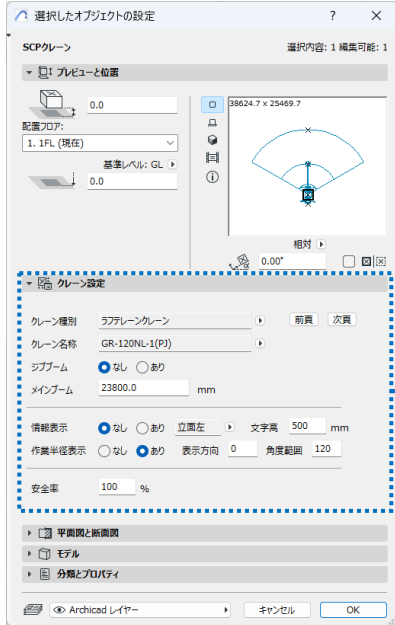 選択したオブジェクトの設定 ? ×
SCPクレーン 選択内容: 1 編集可能: 1
プレビューと位置
0.0
38624.7 x 25469.7
配置フロア:
1. 1FL (現在)
基準レベル: GL
0.0
相対
0.00°
クレーン設定
クレーン種別 ラフテレーンクレーン 前頁 次頁
クレーン名称 GR-120NL-1(PJ)
ジブブーム なし あり
メインブーム 23800.0 mm
情報表示 なし あり 立面左 文字高 500 mm
作業半径表示 なし あり 表示方向 0 角度範囲 120
安全率 100 %
平面図と断面図
モデル
分類とプロパティ
Archicad レイヤー キャンセル OK